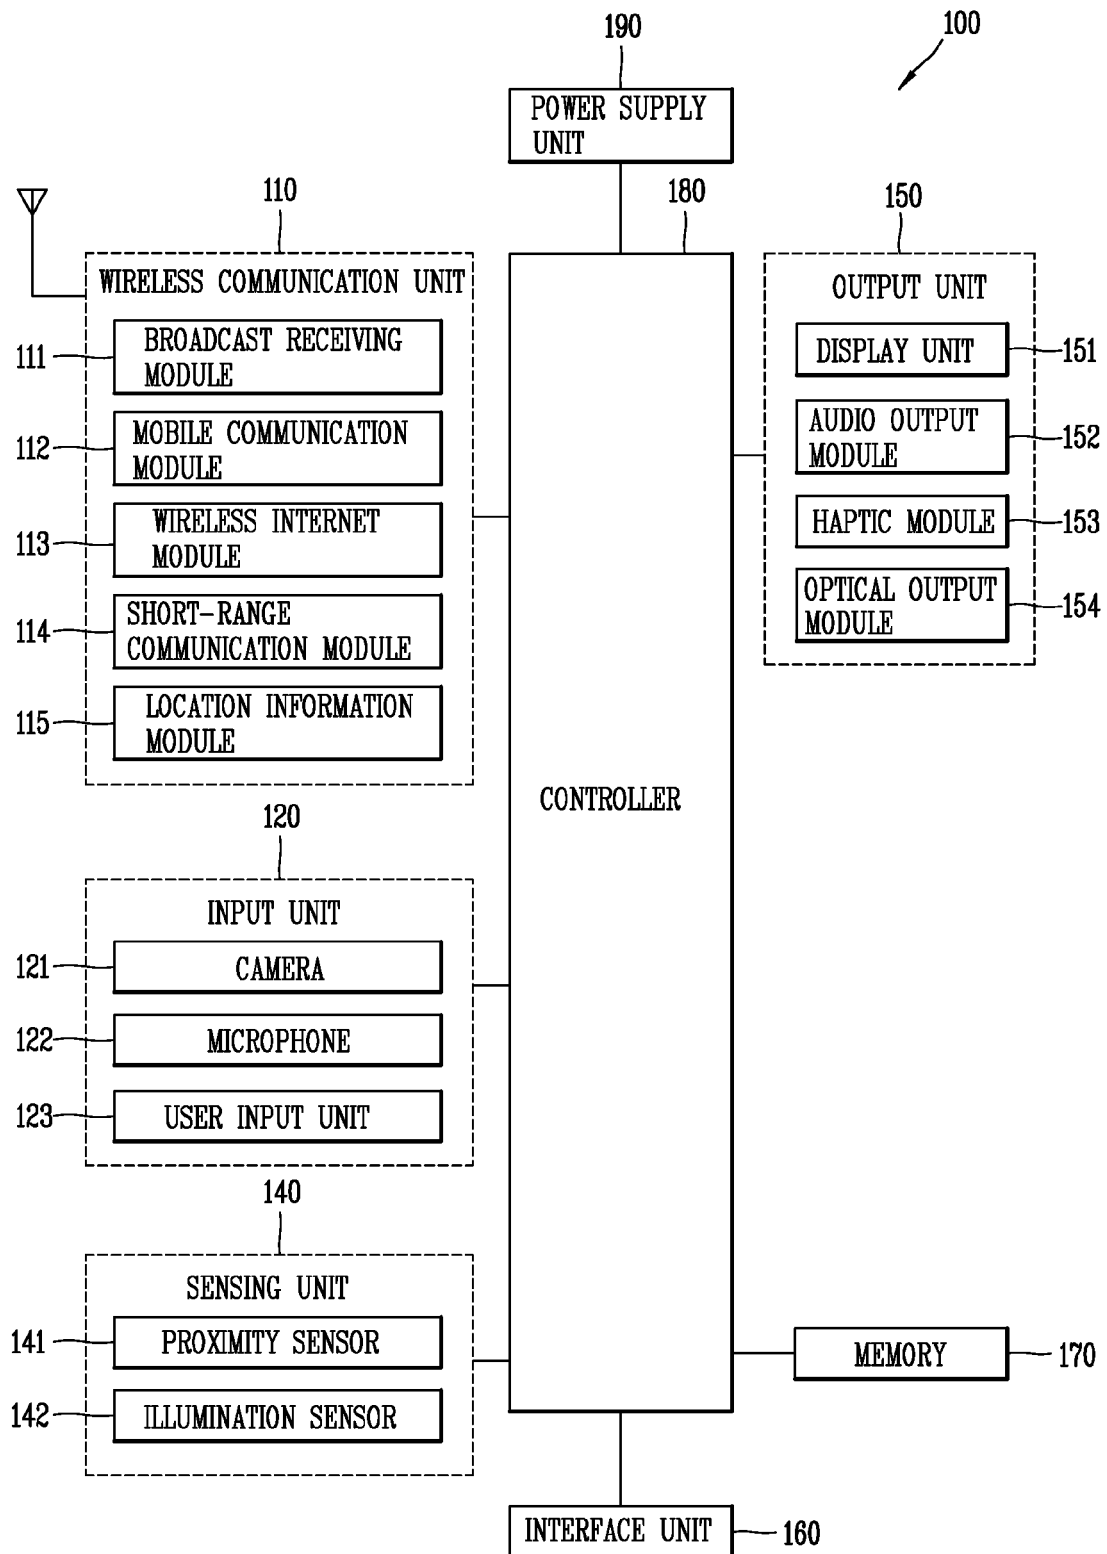 190
100
POWER SUPPLY
UNIT
110
180
150
WIRELESS COMMUNICATION UNIT
111
BROADCAST RECEIVING
MODULE
112
MOBILE COMMUNICATION
MODULE
113
WIRELESS INTERNET
MODULE
114
SHORT-RANGE
COMMUNICATION MODULE
115
LOCATION INFORMATION
MODULE
OUTPUT UNIT
DISPLAY UNIT
151
AUDIO OUTPUT
MODULE
152
HAPTIC MODULE
153
OPTICAL OUTPUT
MODULE
154
CONTROLLER
120
INPUT UNIT
121
CAMERA
122
MICROPHONE
123
USER INPUT UNIT
140
SENSING UNIT
141
PROXIMITY SENSOR
142
ILLUMINATION SENSOR
MEMORY
170
INTERFACE UNIT
160